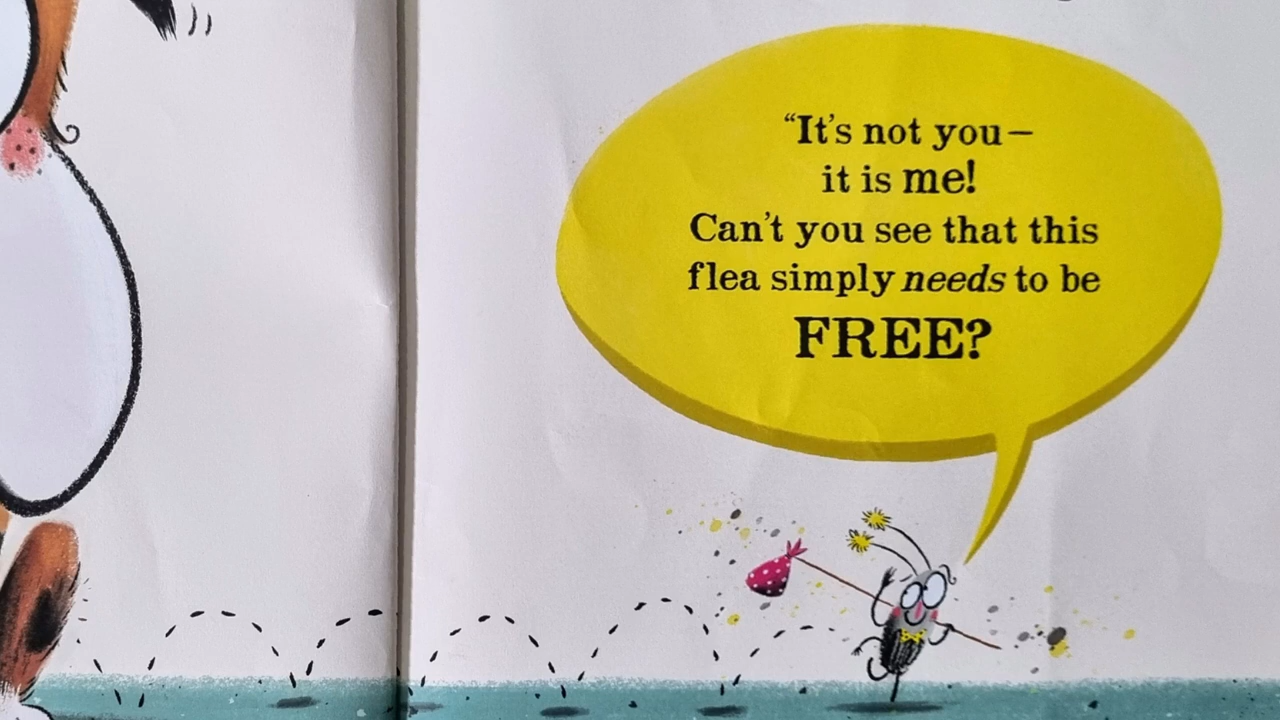 “It's not you—
it is me!
Can't you see that this
flea simply needs to be
FREE?